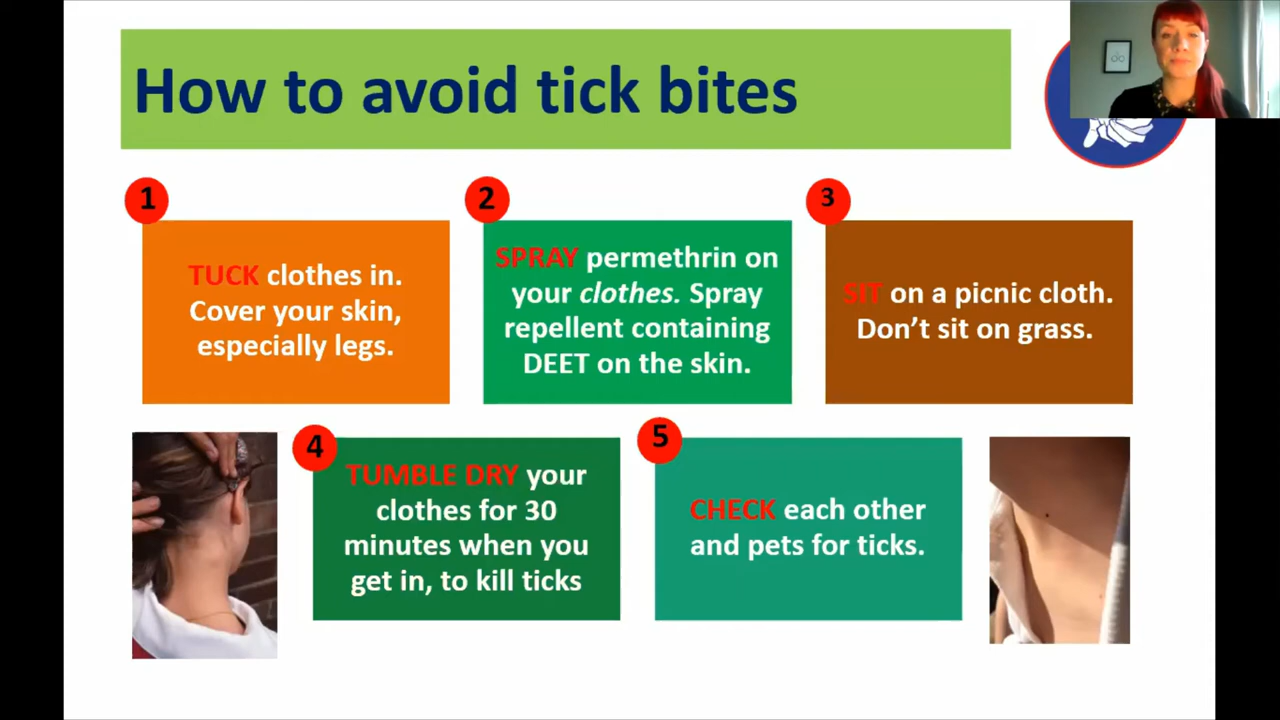 How to avoid tick bites
1
TUCK clothes in.
Cover your skin,
especially legs.
2
SPRAY permethrin on
your clothes. Spray
repellent containing
DEET on the skin.
3
SIT on a picnic cloth.
Don’t sit on grass.
4
TUMBLE DRY your
clothes for 30
minutes when you
get in, to kill ticks
5
CHECK each other
and pets for ticks.